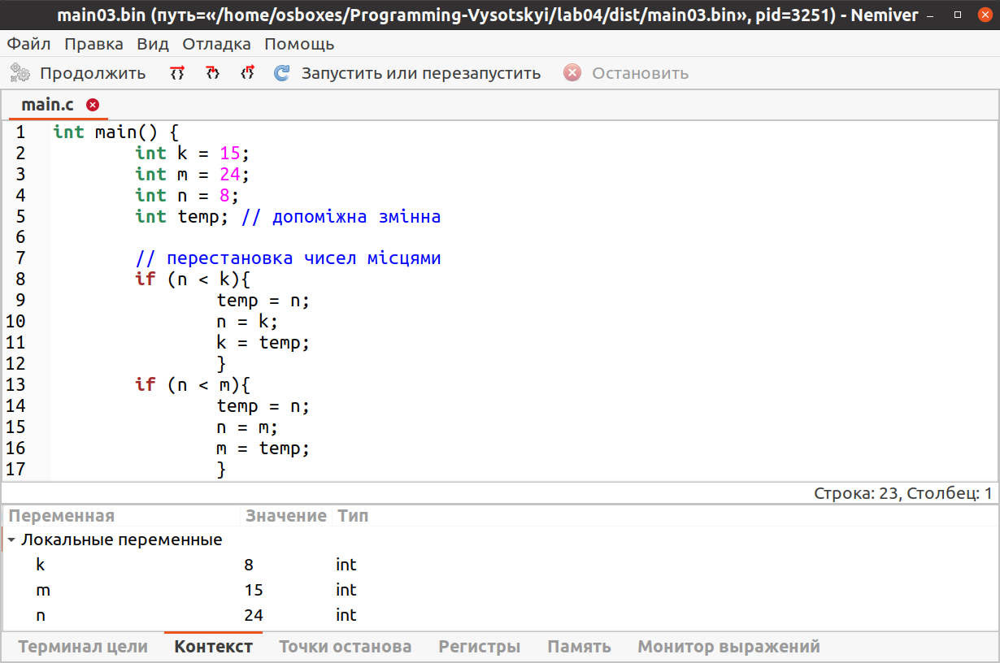 main03.bin (путь=«/home/osboxes/Programming-Vysotskyi/lab04/dist/main03.bin», pid=3251) - Nemiver
Файл Правка Вид Отладка Помощь
Продолжить Запустить или перезапустить Остановить
main.c
1 int main() {
2 int k = 15;
3 int m = 24;
4 int n = 8;
5 int temp; // допоміжна змінна
6
7 // перестановка чисел місцями
8 if (n < k){
9 temp = n;
10 n = k;
11 k = temp;
12 }
13 if (n < m){
14 temp = n;
15 n = m;
16 m = temp;
17 }
Строка: 23, Столбец: 1
Переменная Значение Тип
Локальные переменные
k 8 int
m 15 int
n 24 int
Терминал цели Контекст Точки останова Регистры Память Монитор выражений